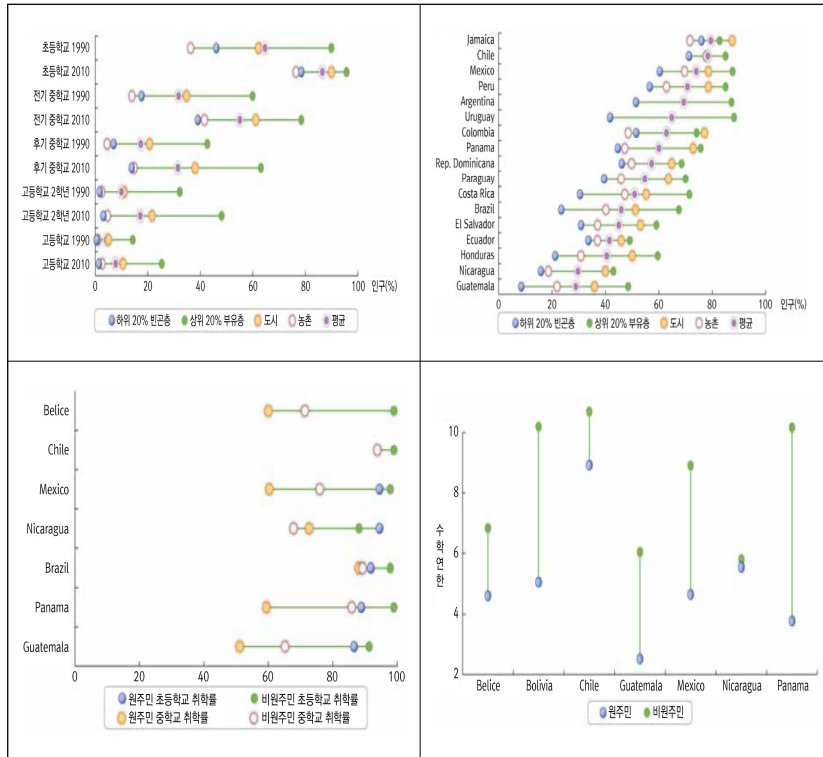 초등학교 1990
초등학교 2010
전기 중학교 1990
전기 중학교 2010
후기 중학교 1990
후기 중학교 2010
고등학교 2학년 1990
고등학교 2학년 2010
고등학교 1990
고등학교 2010
0 20 40 60 80 100
인구(%)
하위 20% 빈곤층 상위 20% 부유층 도시 농촌 평균
Jamaica
Chile
Mexico
Peru
Argentina
Uruguay
Colombia
Panama
Rep. Dominicana
Paraguay
Costa Rica
Brazil
El Salvador
Ecuador
Honduras
Nicaragua
Guatemala
0 20 40 60 80 100
인구(%)
하위 20% 빈곤층 상위 20% 부유층 도시 농촌 평균
Belice
Chile
Mexico
Nicaragua
Brazil
Panama
Guatemala
0 20 40 60 80 100
원주민 초등학교 취학률 비원주민 초등학교 취학률
원주민 중학교 취학률 비원주민 중학교 취학률
수학연한
10
8
6
4
2
Belice Bolivia Chile Guatemala Mexico Nicaragua Panama
원주민 비원주민